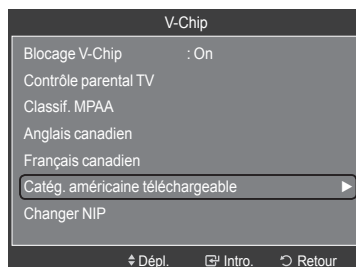 V-Chip
Blocage V-Chip : On
Contrôle parental TV
Classif. MPAA
Anglais canadien
Français canadien
Catég. américaine téléchargeable
Changer NIP
Dépl. Intro. Retour